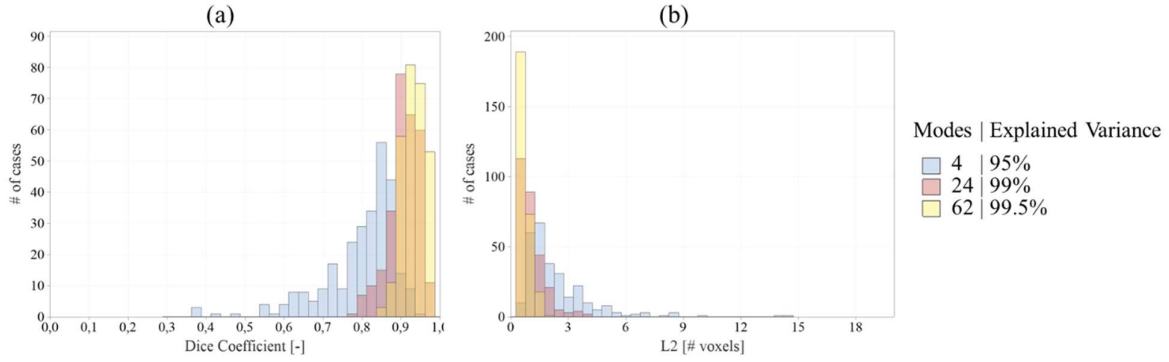 (a)
(b)
90
80
70
60
50
40
30
20
10
0
# of cases
0,0 0,1 0,2 0,3 0,4 0,5 0,6 0,7 0,8 0,9 1,0
Dice Coefficient [-]
200
150
100
50
0
# of cases
0 3 6 9 12 15 18
L2 [# voxels]
Modes | Explained Variance
4 | 95%
24 | 99%
62 | 99.5%